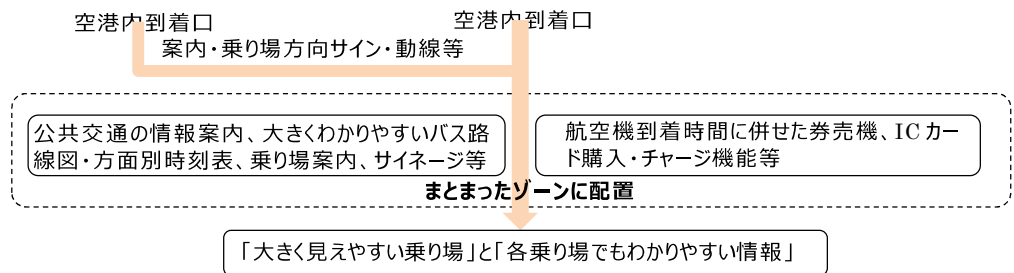 空港内到着口
空港内到着口
案内・乗り場方向サイン・動線等
公共交通の情報案内、大きくわかりやすいバス路
線図・方面別時刻表、乗り場案内、サイネージ等
航空機到着時間に併せた券売機、ICカー
ド購入・チャージ機能等
まとまったゾーンに配置
「大きく見えやすい乗り場」と「各乗り場でもわかりやすい情報」